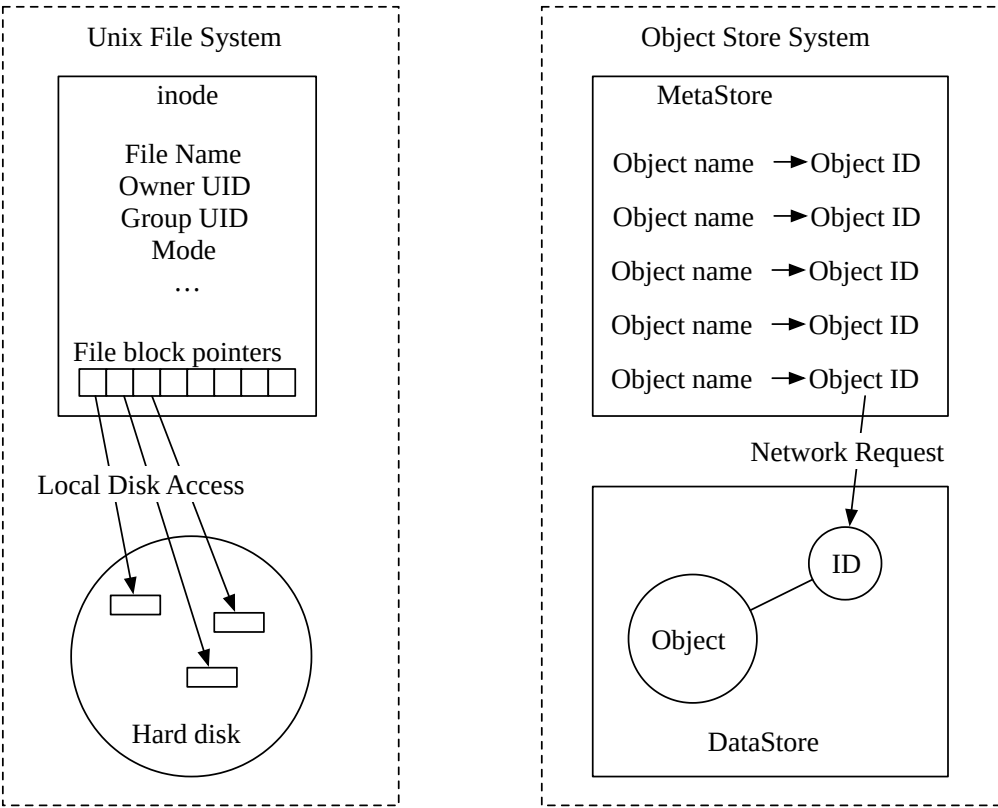 Unix File System
inode
File Name
Owner UID
Group UID
Mode
…
File block pointers
Local Disk Access
Hard disk
Object Store System
MetaStore
Object name Object ID
Object name Object ID
Object name Object ID
Object name Object ID
Object name Object ID
Network Request
ID
Object
DataStore